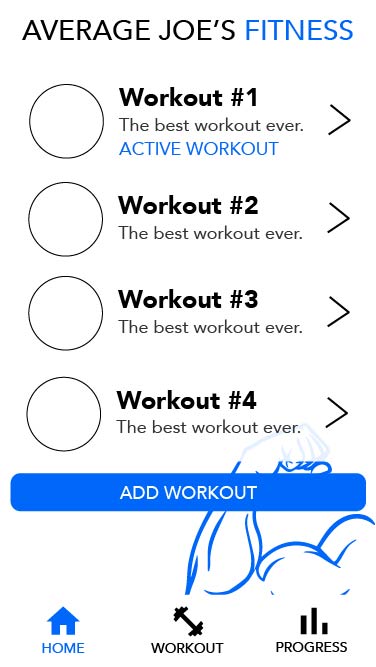 AVERAGE JOE’S FITNESS
Workout #1
The best workout ever.
ACTIVE WORKOUT
Workout #2
The best workout ever.
Workout #3
The best workout ever.
Workout #4
The best workout ever.
ADD WORKOUT
HOME WORKOUT PROGRESS